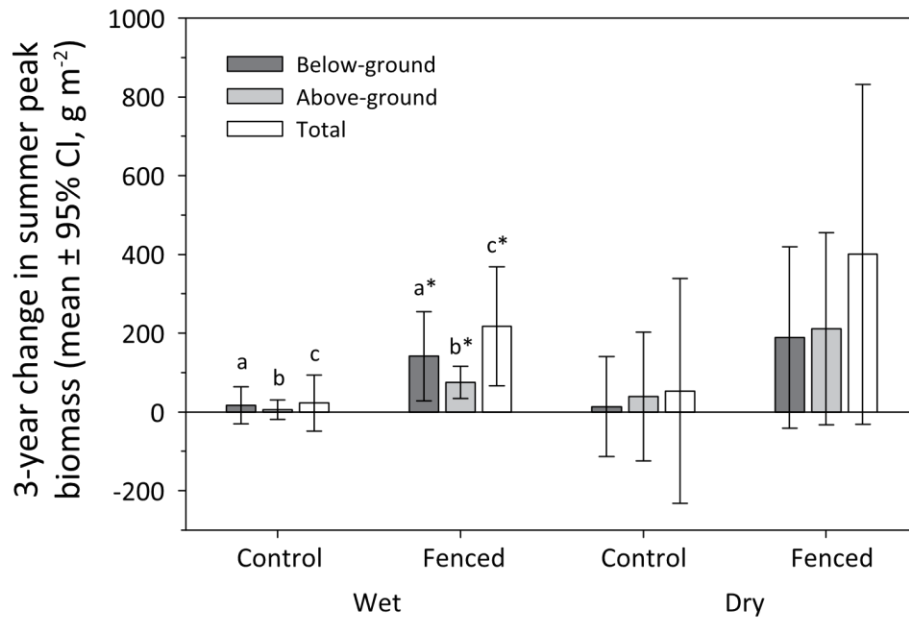 3-year change in summer peak
biomass (mean ± 95% CI, g m⁻²)
1000
800
600
400
200
0
-200
Below-ground
Above-ground
Total
a
b
c
a*
b*
c*
Control
Fenced
Control
Fenced
Wet
Dry